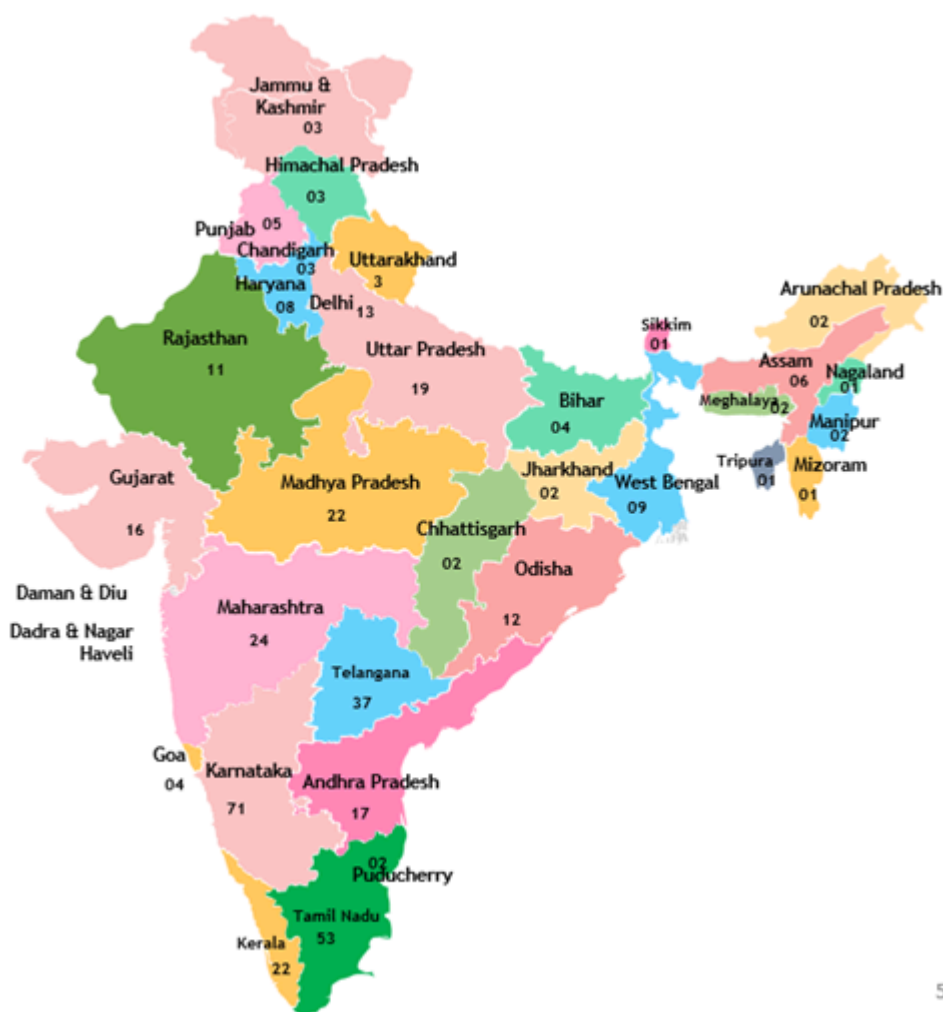 Jammu &
Kashmir
03
Himachal Pradesh
03
05
Punjab
Chandigarh
03
Uttarakhand
3
Haryana
08
Delhi
13
Arunachal Pradesh
02
Sikkim
01
Rajasthan
11
Uttar Pradesh
19
Assam
06
Nagaland
01
Meghalaya
02
Bihar
04
Manipur
02
Gujarat
16
Madhya Pradesh
22
Jharkhand
02
West Bengal
09
Tripura
01
Mizoram
01
Chhattisgarh
02
Odisha
12
Daman & Diu
Dadra & Nagar
Haveli
Maharashtra
24
Telangana
37
Goa
04
Karnataka
71
Andhra Pradesh
17
02
Puducherry
Tamil Nadu
53
Kerala
22